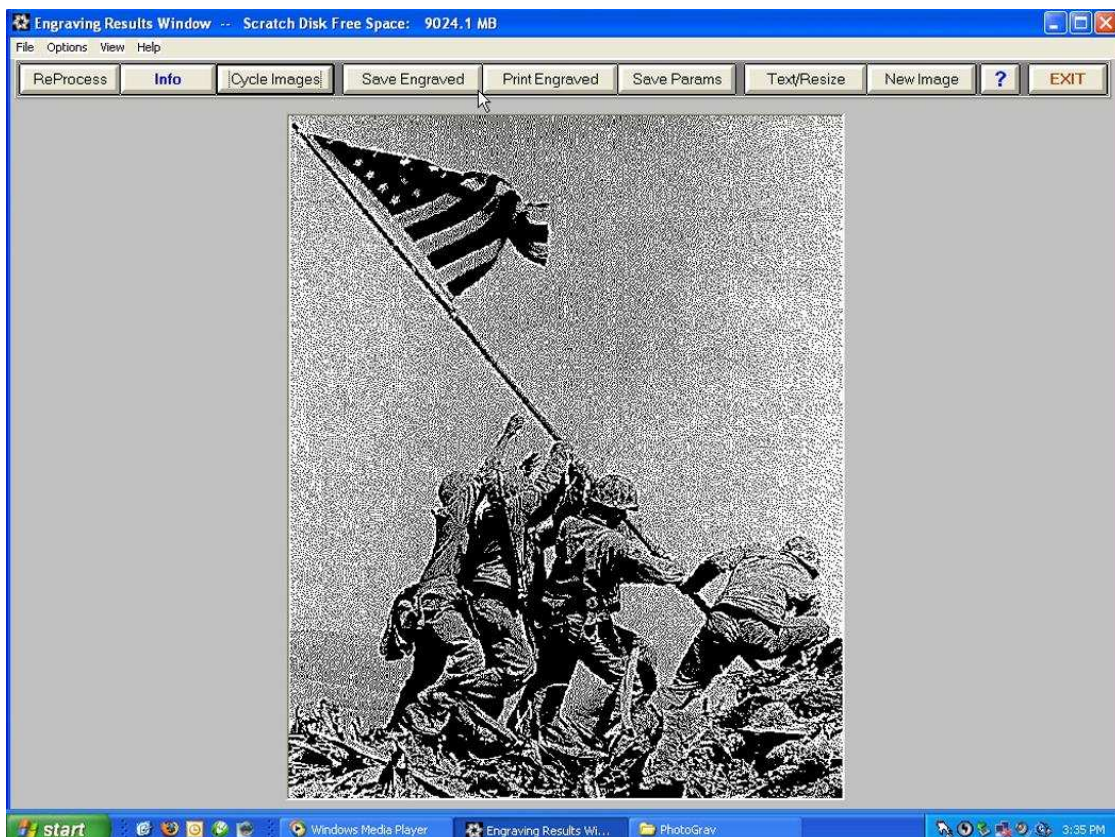 Engraving Results Window -- Scratch Disk Free Space: 9024.1 MB
File Options View Help
ReProcess Info Cycle Images Save Engraved Print Engraved Save Params Text/Resize New Image ? EXIT
start Windows Media Player Engraving Results Wi... PhotoGrav 3:35 PM